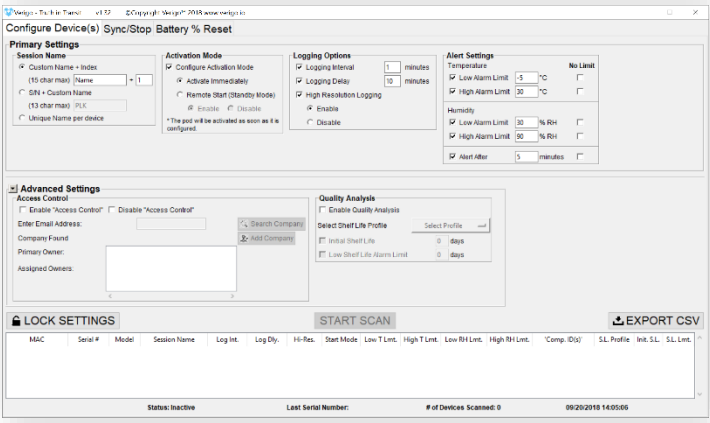 Verigo - Truth in Transit v1.32 ©Copyright Verigo™ 2018 www.verigo.io
Configure Device(s) Sync/Stop Battery % Reset
Primary Settings
Session Name
Custom Name + Index
(15 char max) Name + 1
S/N + Custom Name
(13 char max) PLK
Unique Name per device
Activation Mode
Configure Activation Mode
Activate Immediately
Remote Start (Standby Mode)
Enable Disable
* The pod will be activated as soon as it is
configured.
Logging Options
Logging Interval 1 minutes
Logging Delay 10 minutes
High Resolution Logging
Enable
Disable
Alert Settings
Temperature No Limit
Low Alarm Limit -5 °C
High Alarm Limit 30 °C
Humidity
Low Alarm Limit 30 % RH
High Alarm Limit 90 % RH
Alert After 5 minutes
Advanced Settings
Access Control
Enable "Access Control" Disable "Access Control"
Enter Email Address: Search Company
Company Found Add Company
Primary Owner:
Assigned Owners:
Quality Analysis
Enable Quality Analysis
Select Shelf Life Profile Select Profile
Initial Shelf Life 0 days
Low Shelf Life Alarm Limit 0 days
LOCK SETTINGS START SCAN EXPORT CSV
MAC Serial # Model Session Name Log Int. Log Dly. Hi-Res. Start Mode Low T Lmt. High T Lmt. Low RH Lmt. High RH Lmt. 'Comp. ID(s)' S.L. Profile Init. S.L. S.L. Lmt.
Status: Inactive Last Serial Number: # of Devices Scanned: 0 09/20/2018 14:05:06